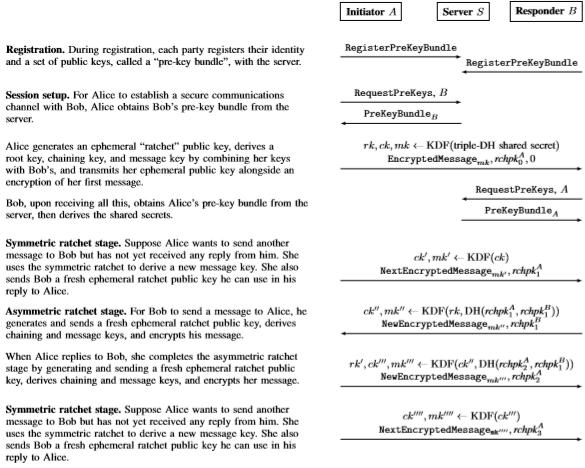 Initiator A Server S Responder B
Registration. During registration, each party registers their identity
and a set of public keys, called a “pre-key bundle”, with the server.
RegisterPreKeyBundle
RegisterPreKeyBundle
Session setup. For Alice to establish a secure communications
channel with Bob, Alice obtains Bob's pre-key bundle from the
server.
RequestPreKeys, B
PreKeyBundle_B
Alice generates an ephemeral “ratchet” public key, derives a
root key, chaining key, and message key by combining her keys
with Bob's, and transmits her ephemeral public key alongside an
encryption of her first message.
rk, ck, mk ← KDF(triple-DH shared secret)
EncryptedMessage_mk, rchpk_0^A, 0
Bob, upon receiving all this, obtains Alice's pre-key bundle from the
server, then derives the shared secrets.
RequestPreKeys, A
PreKeyBundle_A
Symmetric ratchet stage. Suppose Alice wants to send another
message to Bob but has not yet received any reply from him. She
uses the symmetric ratchet to derive a new message key. She also
sends Bob a fresh ephemeral ratchet public key he can use in his
reply to Alice.
ck′, mk′ ← KDF(ck)
NextEncryptedMessage_mk′, rchpk_1^A
Asymmetric ratchet stage. For Bob to send a message to Alice, he
generates and sends a fresh ephemeral ratchet public key, derives
chaining and message keys, and encrypts his message.
ck″, mk″ ← KDF(rk, DH(rchpk_1^A, rchpk_1^B))
NewEncryptedMessage_mk″, rchpk_1^B
When Alice replies to Bob, she completes the asymmetric ratchet
stage by generating and sending a fresh ephemeral ratchet public
key, derives chaining and message keys, and encrypts her message.
rk′, ck‴, mk‴ ← KDF(ck″, DH(rchpk_2^A, rchpk_1^B))
NewEncryptedMessage_mk‴, rchpk_2^B
Symmetric ratchet stage. Suppose Alice wants to send another
message to Bob but has not yet received any reply from him. She
uses the symmetric ratchet to derive a new message key. She also
sends Bob a fresh ephemeral ratchet public key he can use in his
reply to Alice.
ck⁗, mk⁗ ← KDF(ck‴)
NextEncryptedMessage_mk⁗, rchpk_3^A